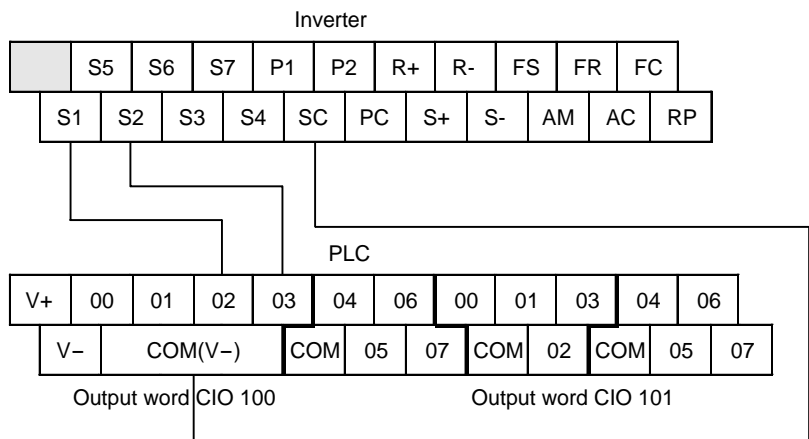 Inverter
S5 S6 S7 P1 P2 R+ R- FS FR FC
S1 S2 S3 S4 SC PC S+ S- AM AC RP
PLC
V+ 00 01 02 03 04 06 00 01 03 04 06
V− COM(V−) COM 05 07 COM 02 COM 05 07
Output word CIO 100 Output word CIO 101